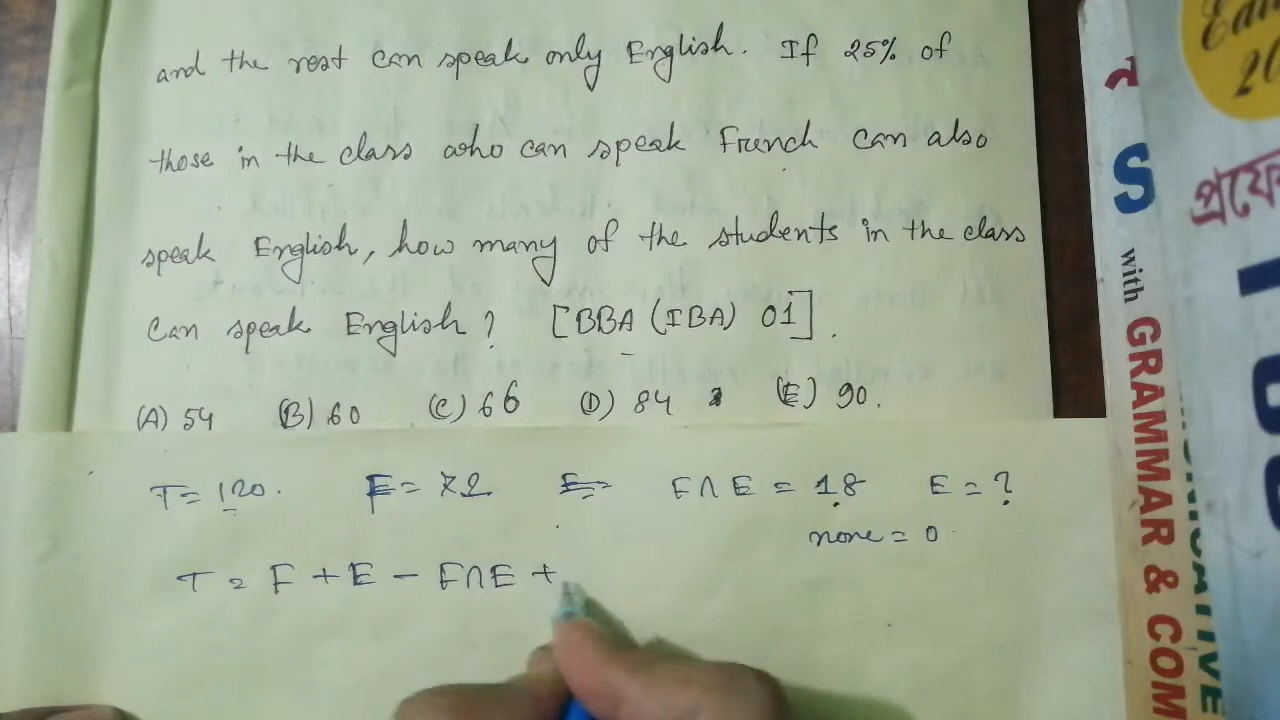 and the rest can speak only English. If 25% of
those in the class who can speak French can also
speak English, how many of the students in the class
can speak English? [BBA (IBA) 01].
(A) 54 (B) 60 (C) 66 (D) 84 (E) 90.
T = 120. F = 72 F∩E = 18 E = ?
none = 0
T = F + E - F∩E +
S with GRAMMAR & COM